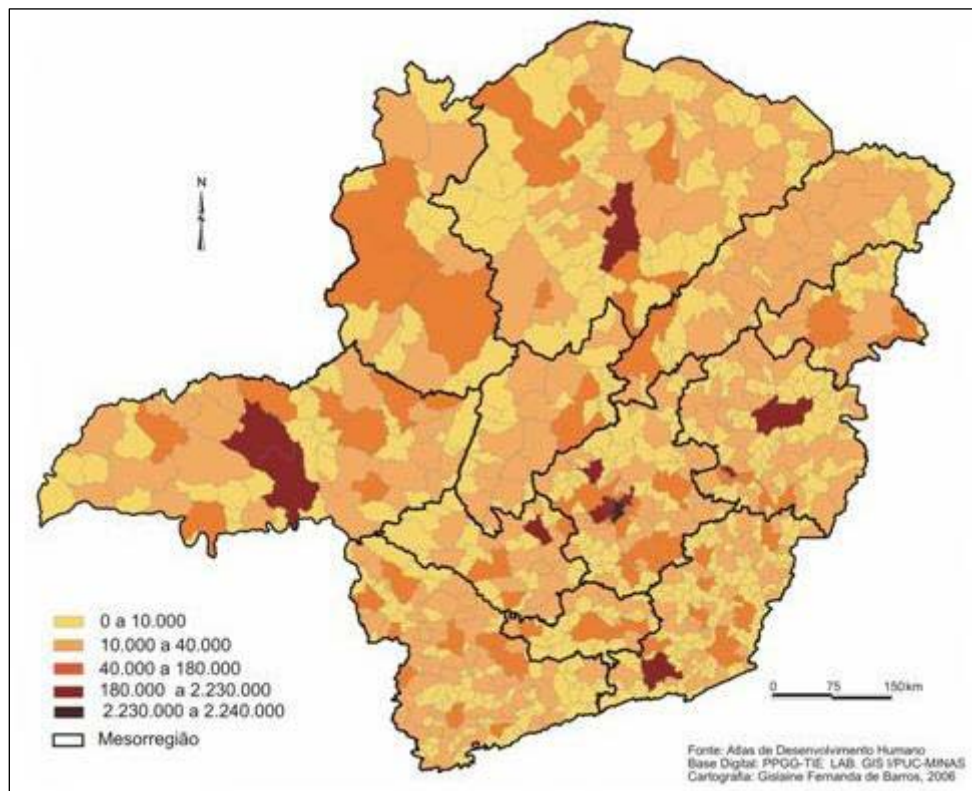 N
0 a 10.000
10.000 a 40.000
40.000 a 180.000
180.000 a 2.230.000
2.230.000 a 2.240.000
Mesorregião
0 75 150km
Fonte: Atlas de Desenvolvimento Humano
Base Digital: PPGG-TIE LAB. GIS I/PUC-MINAS
Cartografia: Gislaine Fernanda de Barros, 2006